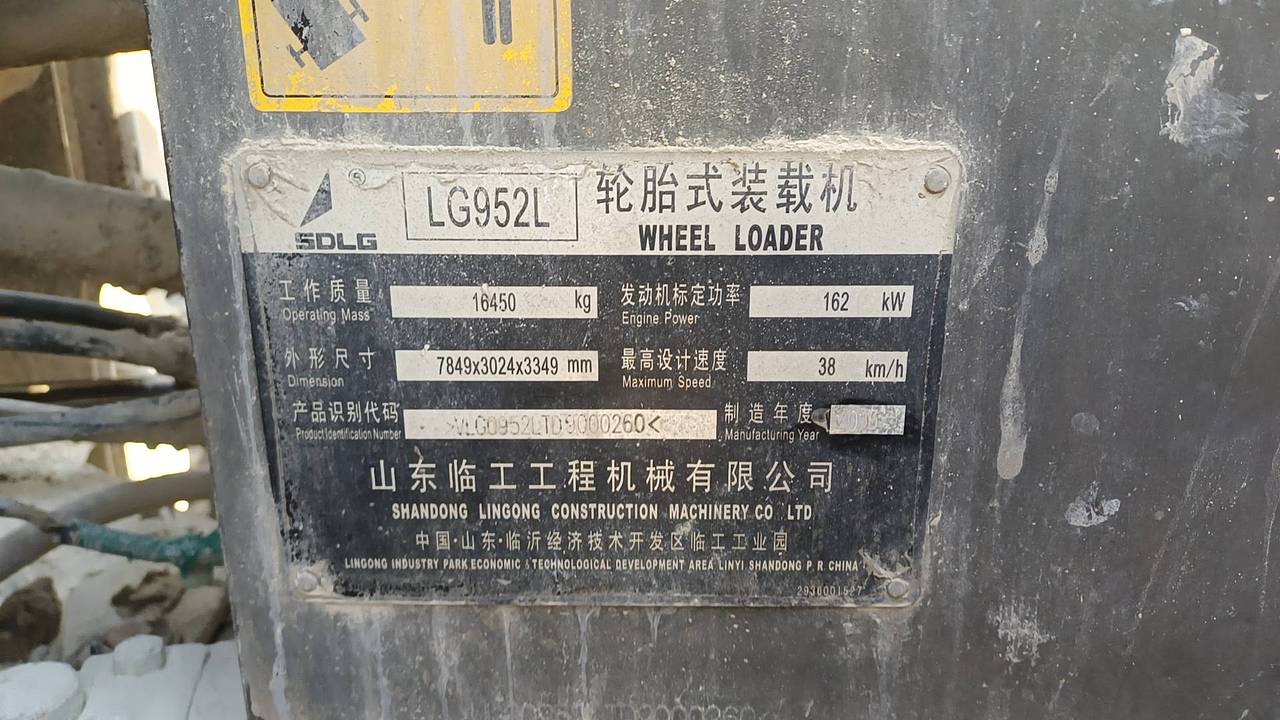 SDLG
LG952L
轮胎式装载机
WHEEL LOADER
工作质量 16450 kg 发动机标定功率 162 kW
Operating Mass Engine Power
外形尺寸 7849x3024x3349 mm 最高设计速度 38 km/h
Dimension Maximum Speed
产品识别代码 制造年度
Product Identification Number Manufacturing Year
山东临工工程机械有限公司
SHANDONG LINGONG CONSTRUCTION MACHINERY CO LTD
中国·山东·临沂经济技术开发区临工工业园
LINGONG INDUSTRY PARK ECONOMIC & TECHNOLOGICAL DEVELOPMENT AREA LINYI SHANDONG P. R. CHINA
2936001527